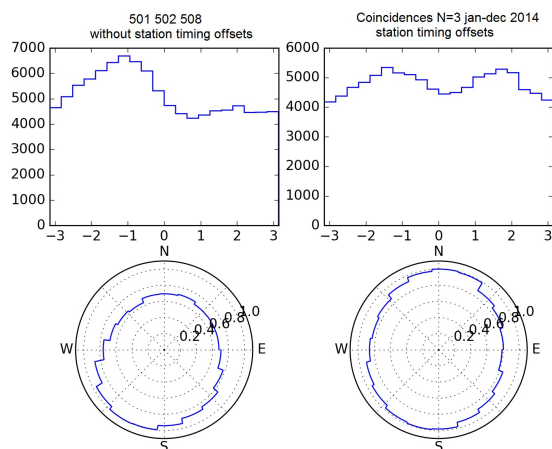 501 502 508
without station timing offsets
7000
6000
5000
4000
3000
2000
1000
0
−3 −2 −1 0 1 2 3
Coincidences N=3 jan-dec 2014
station timing offsets
6000
5000
4000
3000
2000
1000
0
−3 −2 −1 0 1 2 3
N
W
E
S
0.2 0.4 0.6 0.8 1.0
N
W
E
S
0.2 0.4 0.6 0.8 1.0